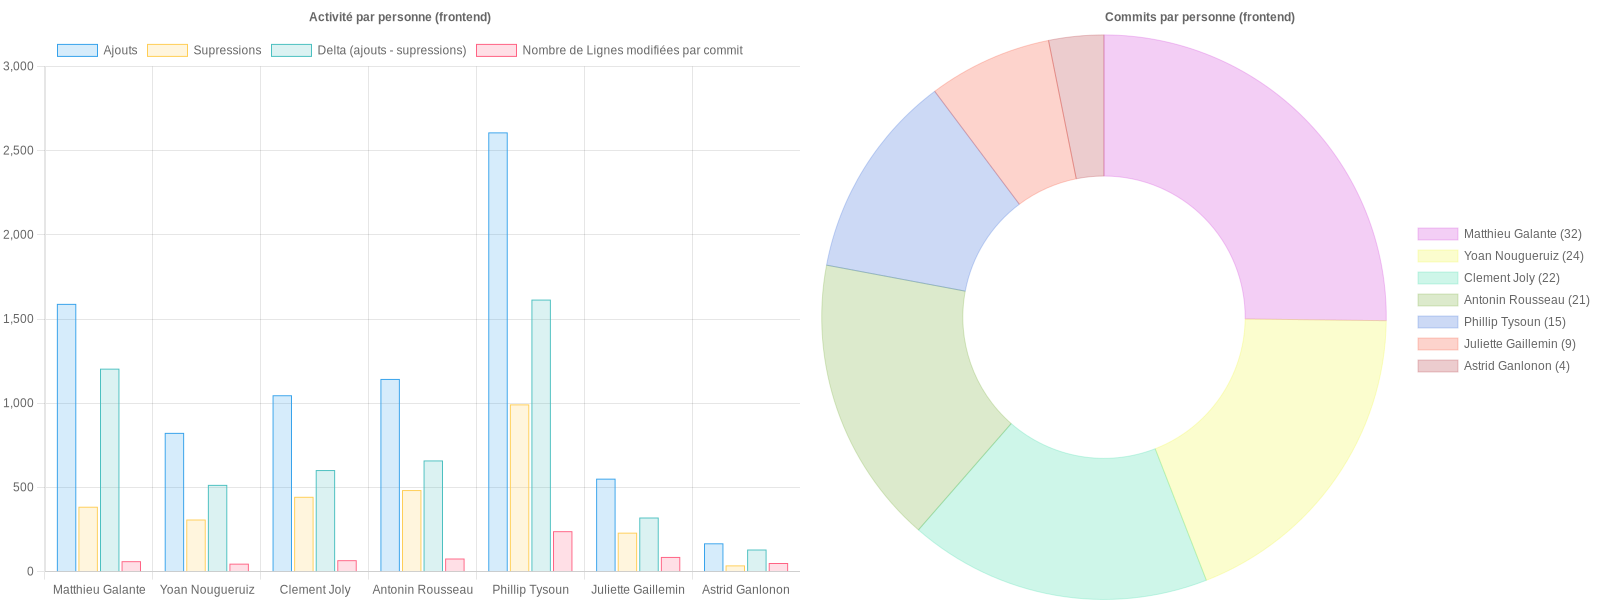 Activité par personne (frontend)
Ajouts
Supressions
Delta (ajouts - supressions)
Nombre de Lignes modifiées par commit
3,000
2,500
2,000
1,500
1,000
500
0
Matthieu Galante
Yoan Nougueruiz
Clement Joly
Antonin Rousseau
Phillip Tysoun
Juliette Gaillemin
Astrid Ganlonon
Commits par personne (frontend)
Matthieu Galante (32)
Yoan Nougueruiz (24)
Clement Joly (22)
Antonin Rousseau (21)
Phillip Tysoun (15)
Juliette Gaillemin (9)
Astrid Ganlonon (4)